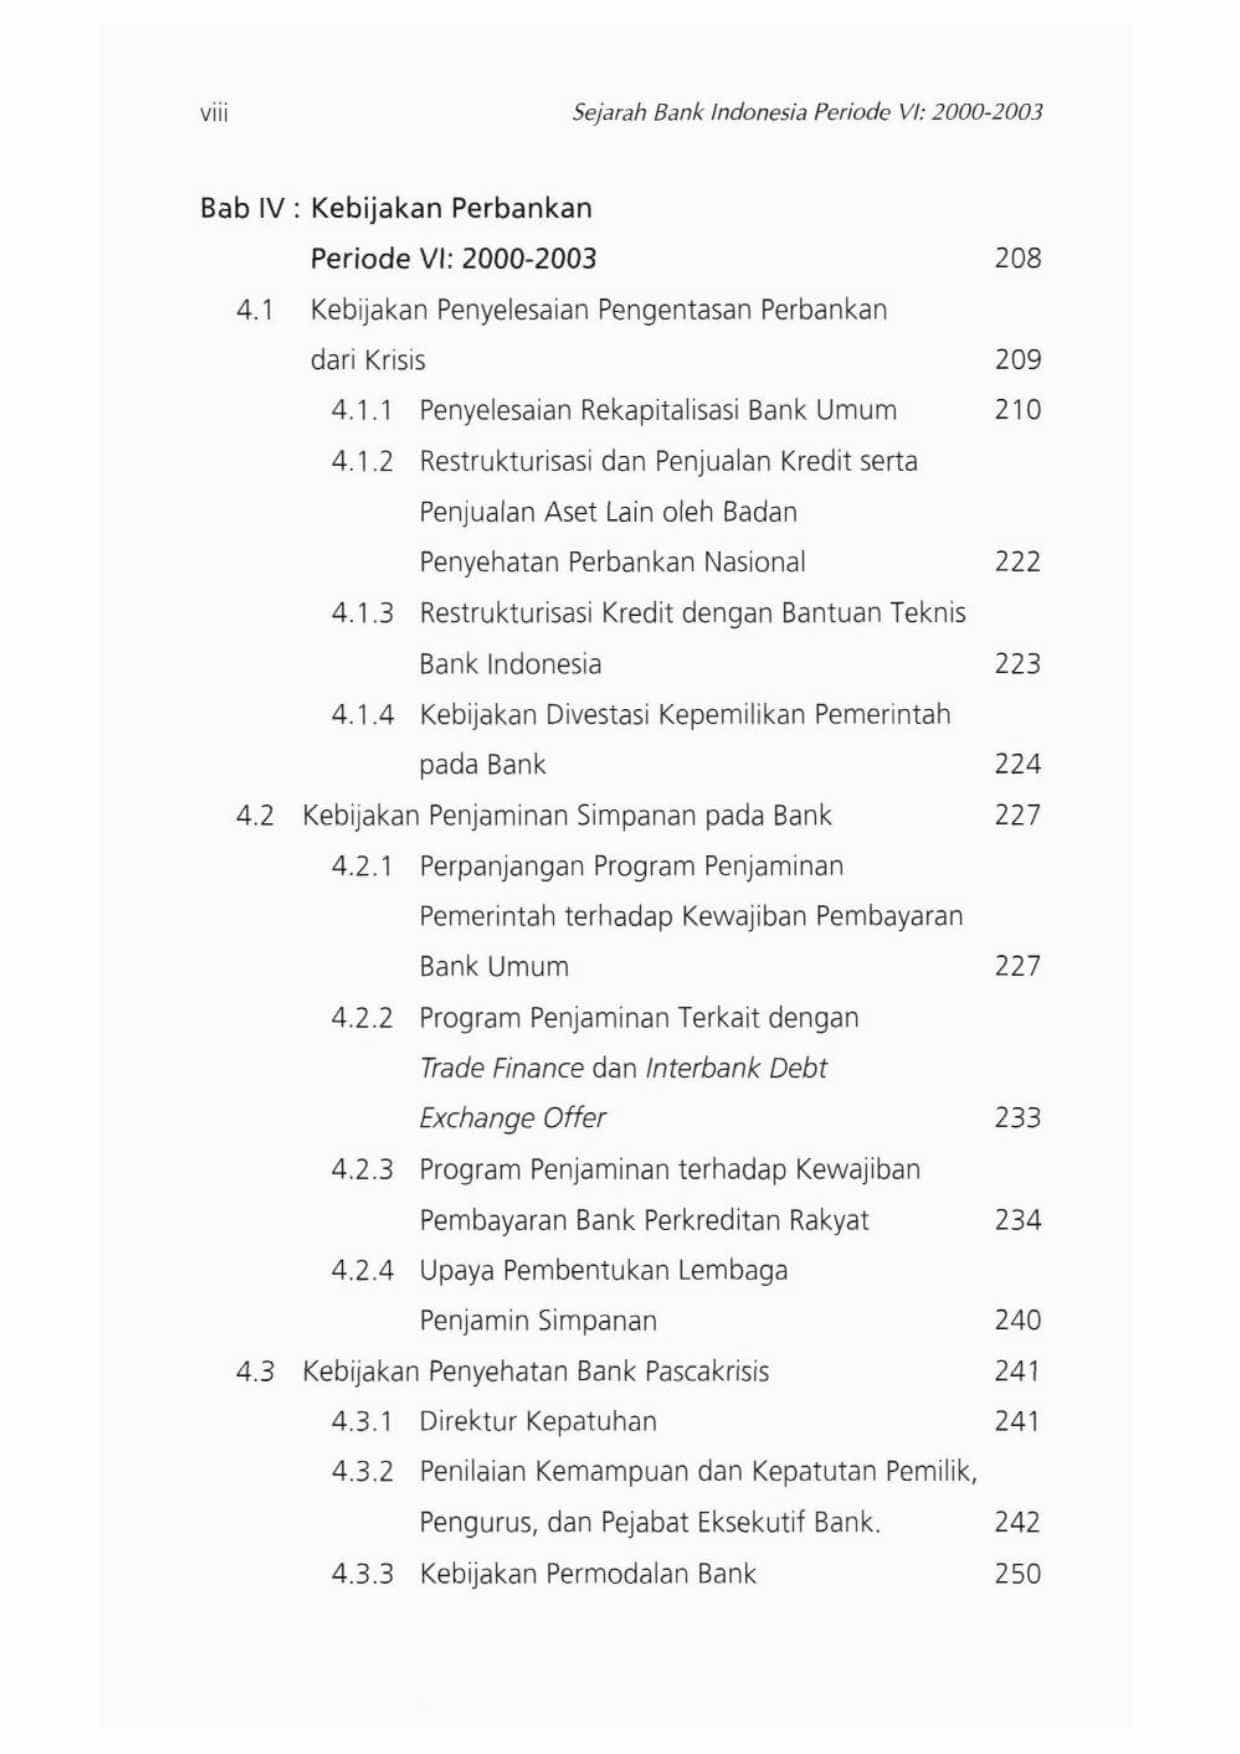 viii Sejarah Bank Indonesia Periode VI: 2000-2003
Bab IV : Kebijakan Perbankan
Periode VI: 2000-2003 208
4.1 Kebijakan Penyelesaian Pengentasan Perbankan
dari Krisis 209
4.1.1 Penyelesaian Rekapitalisasi Bank Umum 210
4.1.2 Restrukturisasi dan Penjualan Kredit serta
Penjualan Aset Lain oleh Badan
Penyehatan Perbankan Nasional 222
4.1.3 Restrukturisasi Kredit dengan Bantuan Teknis
Bank Indonesia 223
4.1.4 Kebijakan Divestasi Kepemilikan Pemerintah
pada Bank 224
4.2 Kebijakan Penjaminan Simpanan pada Bank 227
4.2.1 Perpanjangan Program Penjaminan
Pemerintah terhadap Kewajiban Pembayaran
Bank Umum 227
4.2.2 Program Penjaminan Terkait dengan
Trade Finance dan Interbank Debt
Exchange Offer 233
4.2.3 Program Penjaminan terhadap Kewajiban
Pembayaran Bank Perkreditan Rakyat 234
4.2.4 Upaya Pembentukan Lembaga
Penjamin Simpanan 240
4.3 Kebijakan Penyehatan Bank Pascakrisis 241
4.3.1 Direktur Kepatuhan 241
4.3.2 Penilaian Kemampuan dan Kepatutan Pemilik,
Pengurus, dan Pejabat Eksekutif Bank. 242
4.3.3 Kebijakan Permodalan Bank 250